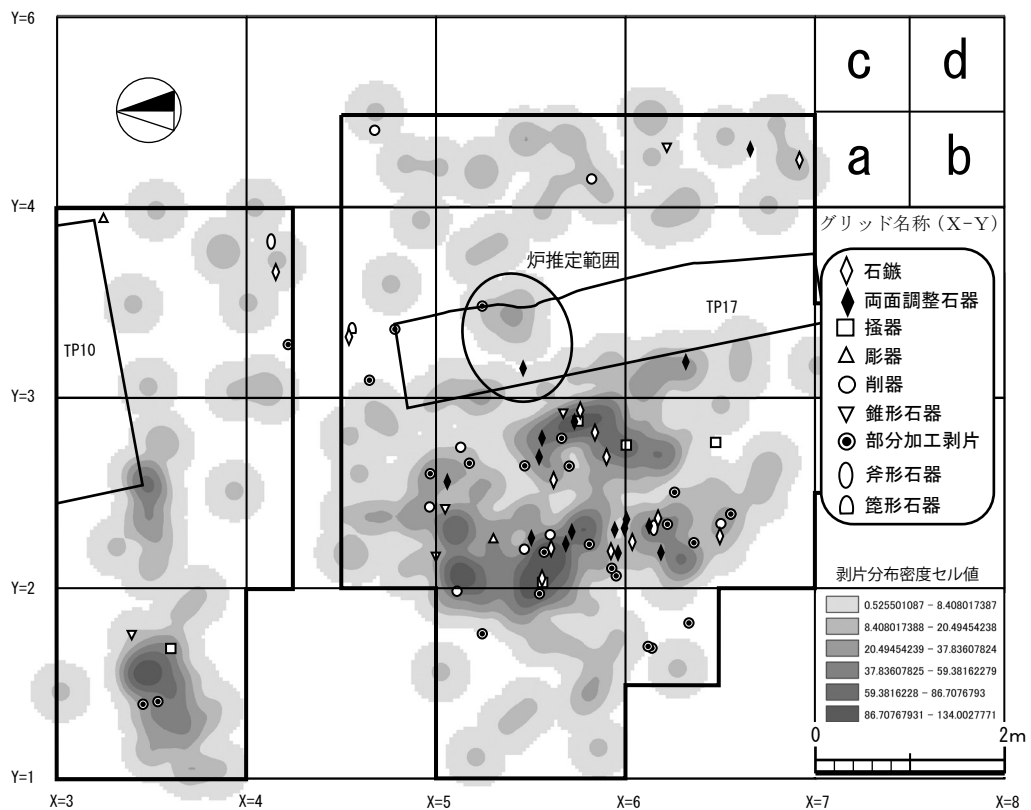 Y=6
c d
a b
Y=4
グリッド名称(X-Y)
炉推定範囲
石鏃
両面調整石器
掻器
彫器
削器
錐形石器
部分加工剥片
斧形石器
箆形石器
TP10
TP17
Y=3
剥片分布密度セル値
0.525501087 - 8.408017387
8.408017388 - 20.49454238
20.49454239 - 37.83607824
37.83607825 - 59.38162279
59.3816228 - 86.7076793
86.70767931 - 134.0027771
Y=2
0 2m
Y=1
X=3 X=4 X=5 X=6 X=7 X=8